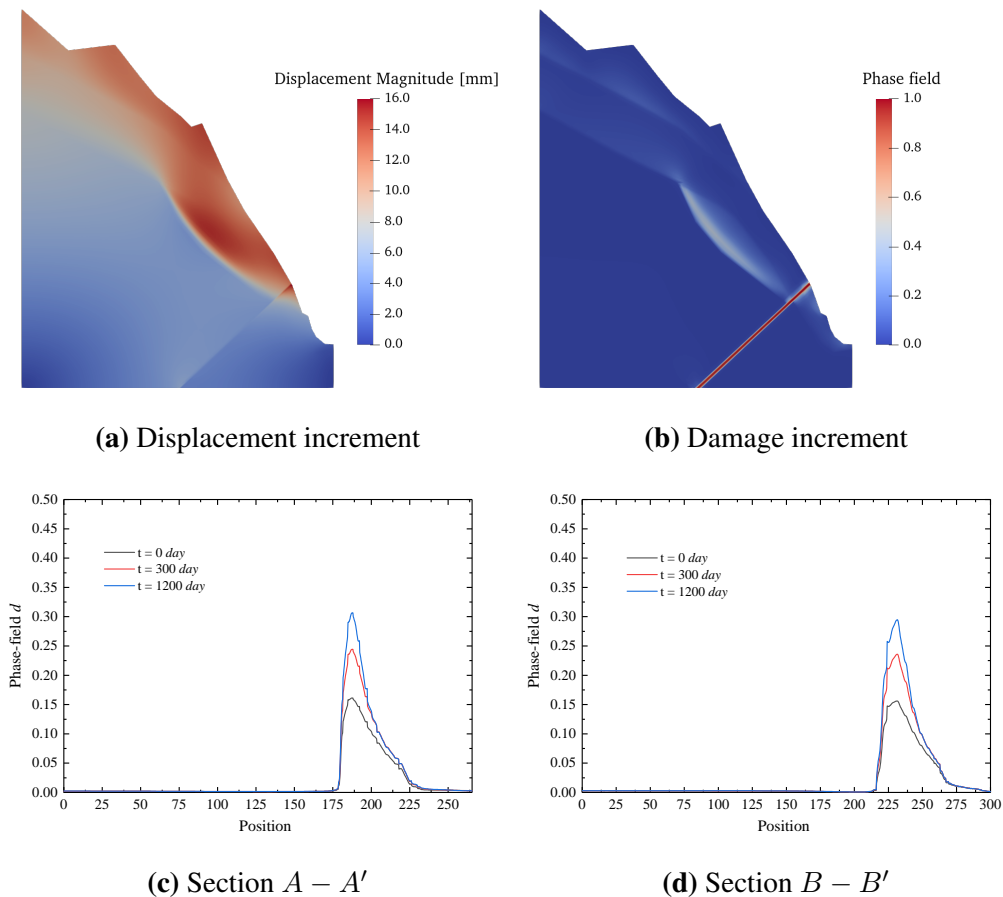 Displacement Magnitude [mm]
16.0
14.0
12.0
10.0
8.0
6.0
4.0
2.0
0.0
Phase field
1.0
0.8
0.6
0.4
0.2
0.0
(a) Displacement increment
(b) Damage increment
0.50
0.45
0.40
0.35
0.30
0.25
0.20
0.15
0.10
0.05
0.00
Phase-field d
t = 0 day
t = 300 day
t = 1200 day
0 25 50 75 100 125 150 175 200 225 250
Position
0.50
0.45
0.40
0.35
0.30
0.25
0.20
0.15
0.10
0.05
0.00
Phase-field d
t = 0 day
t = 300 day
t = 1200 day
0 25 50 75 100 125 150 175 200 225 250 275 300
Position
(c) Section A − A′
(d) Section B − B′